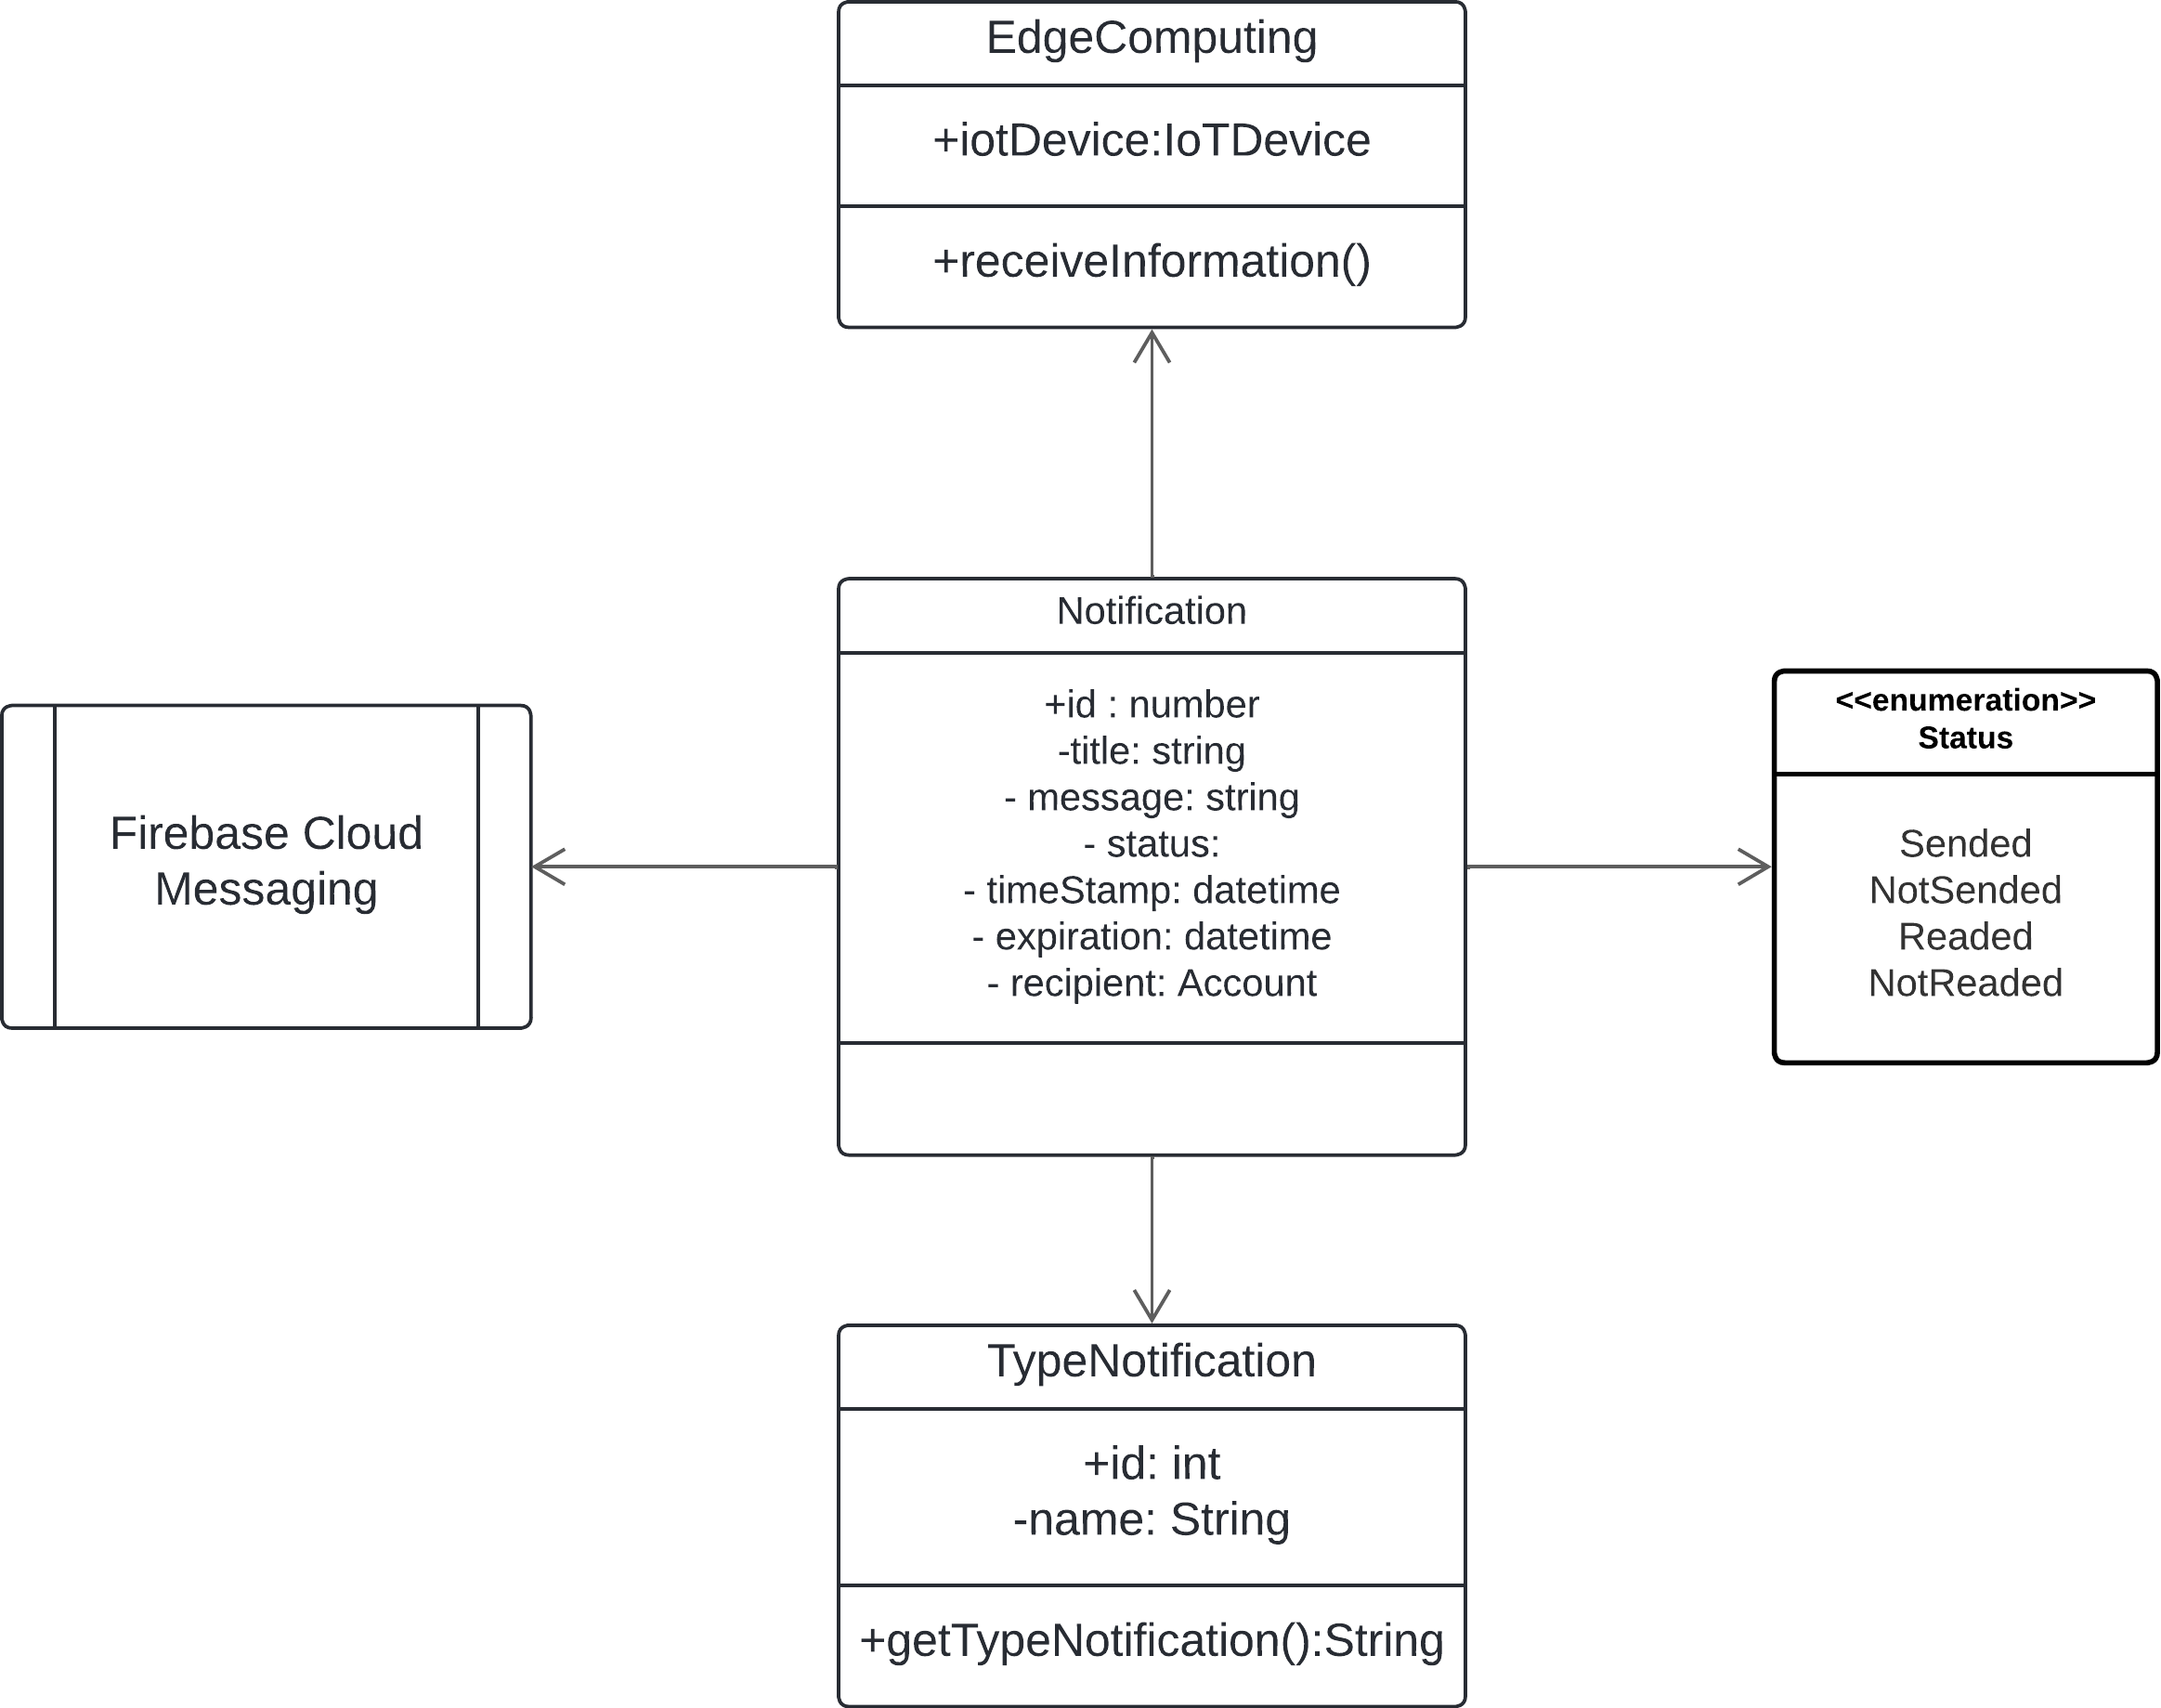 EdgeComputing
+iotDevice:IoTDevice
+receiveInformation()
Notification
+id : number
-title: string
- message: string
- status:
- timeStamp: datetime
- expiration: datetime
- recipient: Account
Firebase Cloud
Messaging
<<enumeration>>
Status
Sended
NotSended
Readed
NotReaded
TypeNotification
+id: int
-name: String
+getTypeNotification():String